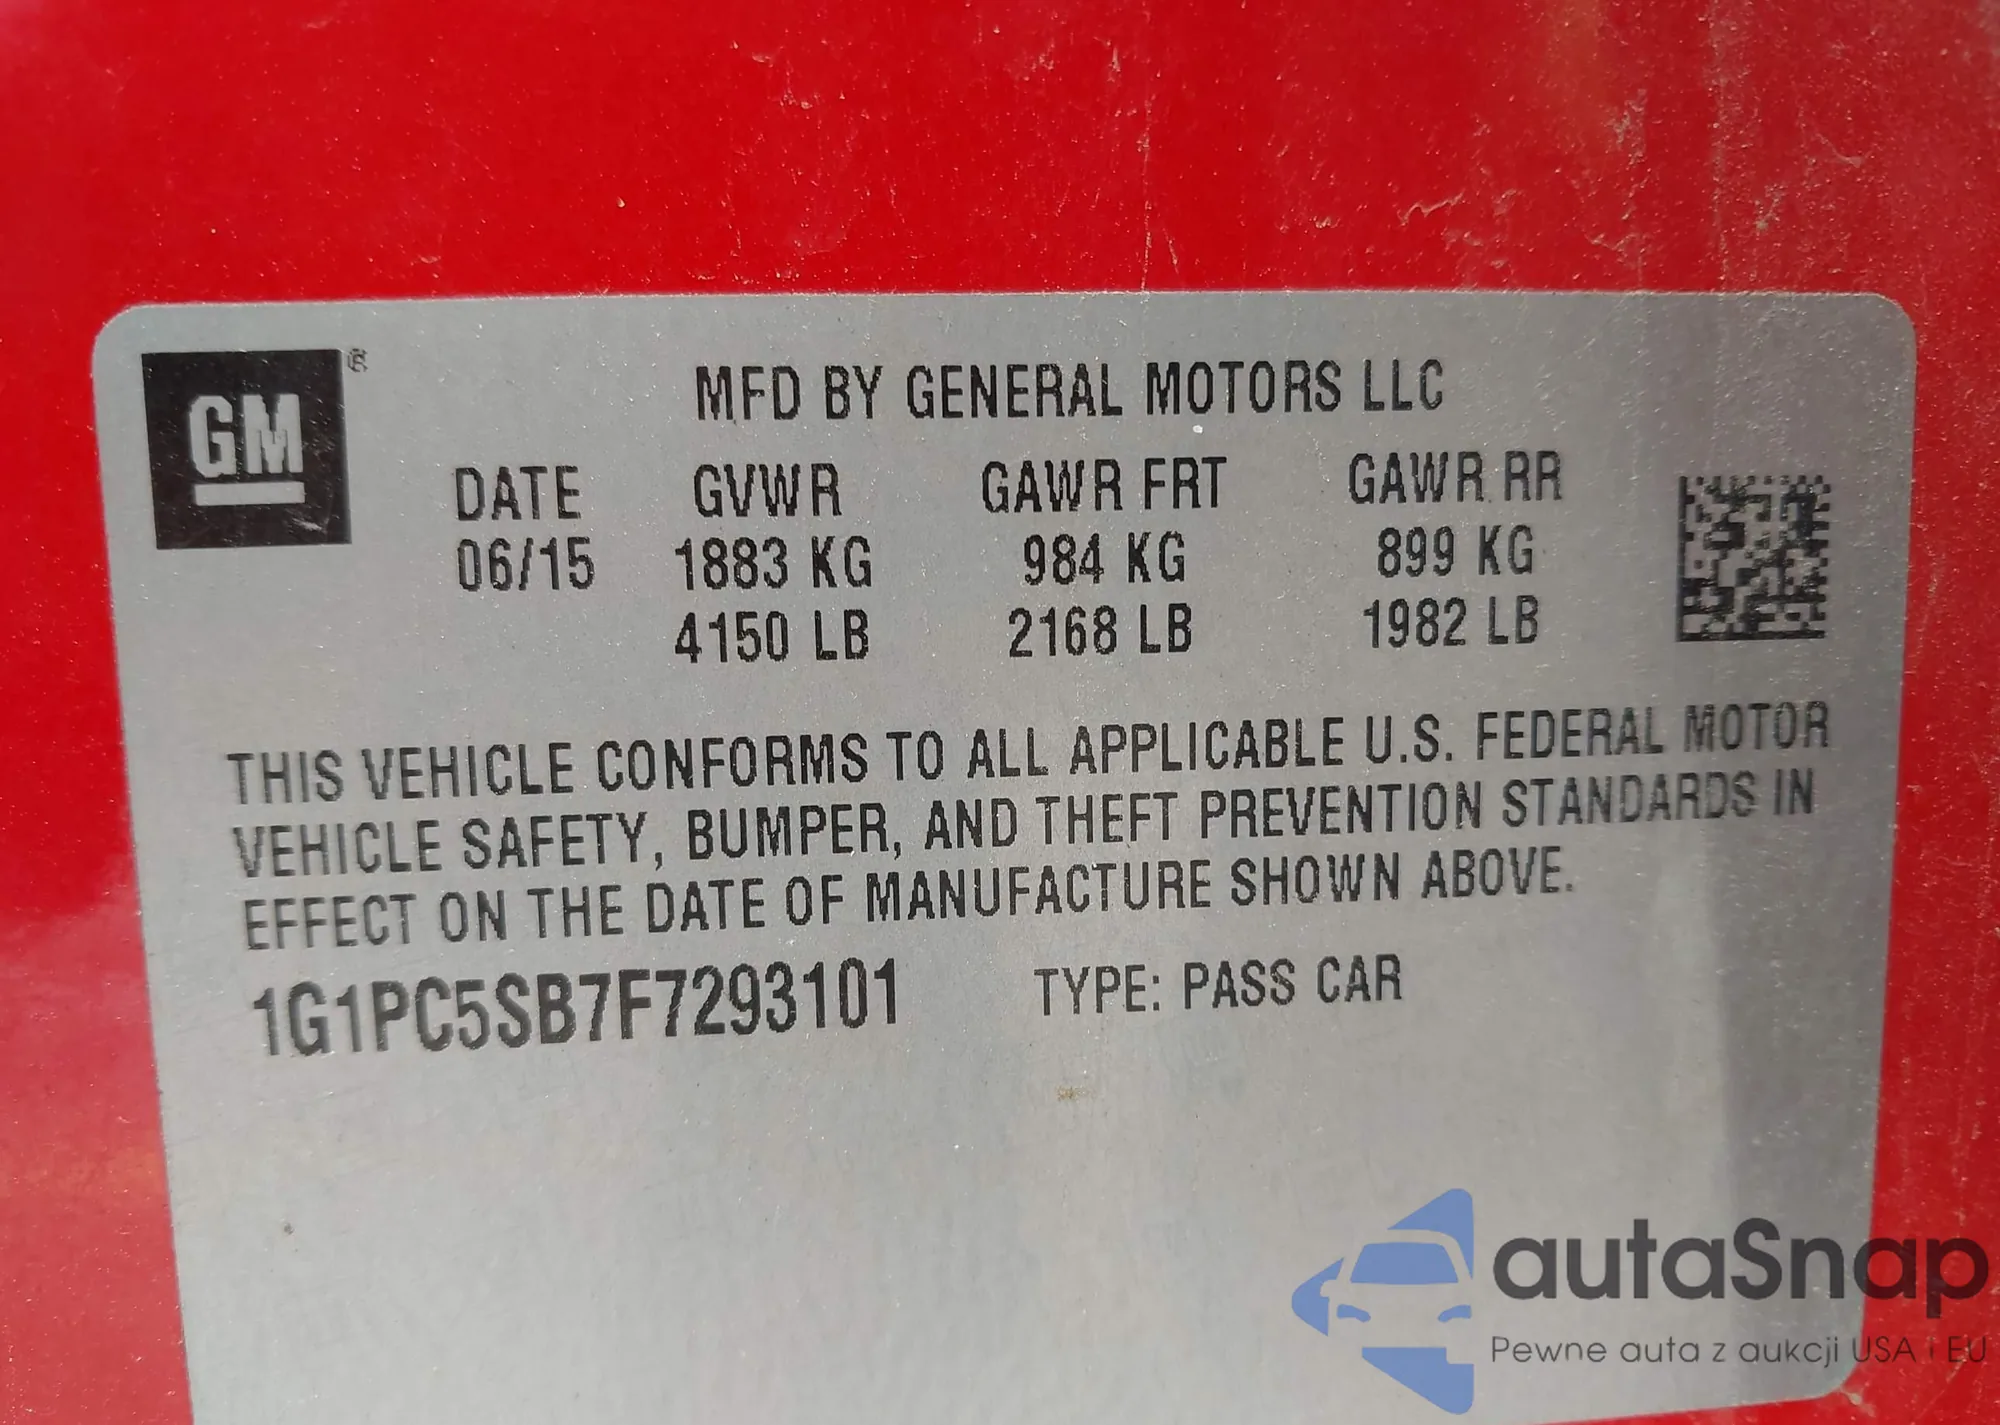 GM ®
MFD BY GENERAL MOTORS LLC
DATE GVWR GAWR FRT GAWR RR
06/15 1883 KG 984 KG 899 KG
4150 LB 2168 LB 1982 LB
THIS VEHICLE CONFORMS TO ALL APPLICABLE U.S. FEDERAL MOTOR
VEHICLE SAFETY, BUMPER, AND THEFT PREVENTION STANDARDS IN
EFFECT ON THE DATE OF MANUFACTURE SHOWN ABOVE.
1G1PC5SB7F7293101 TYPE: PASS CAR
autaSnap
Pewne auta z aukcji USA i EU